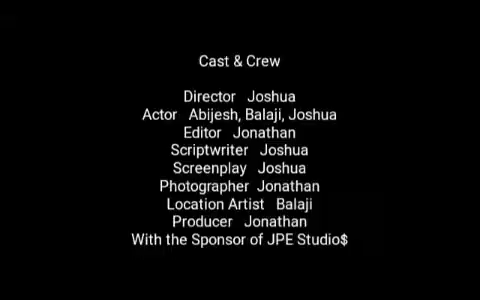 Cast & Crew
Director Joshua
Actor Abijesh, Balaji, Joshua
Editor Jonathan
Scriptwriter Joshua
Screenplay Joshua
Photographer Jonathan
Location Artist Balaji
Producer Jonathan
With the Sponsor of JPE Studio$